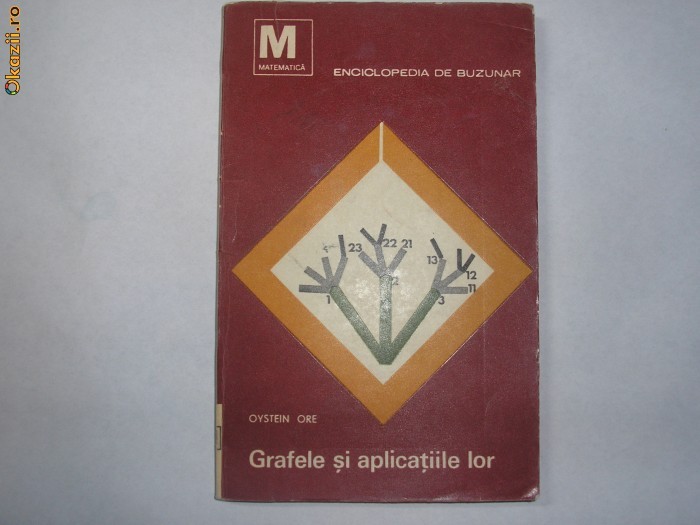 Okazii.ro
M
MATEMATICĂ
ENCICLOPEDIA DE BUZUNAR
23
22
21
13
12
11
1
2
3
OYSTEIN ORE
Grafele și aplicațiile lor